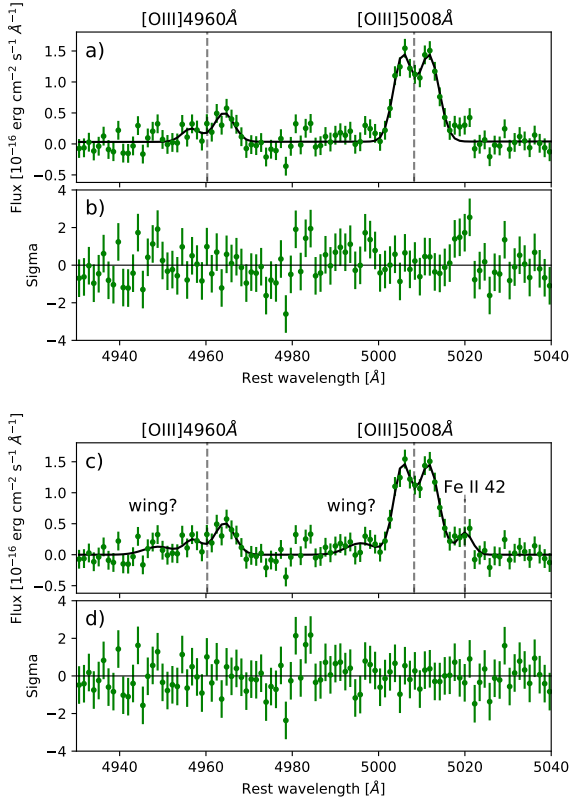 [OIII]4960Å [OIII]5008Å
a)
1.5
1.0
0.5
0.0
−0.5
Flux [10⁻¹⁶ erg cm⁻² s⁻¹ Å⁻¹]
b)
4
2
0
−2
−4
Sigma
4940 4960 4980 5000 5020 5040
Rest wavelength [Å]
[OIII]4960Å [OIII]5008Å
c)
wing? wing? Fe II 42
1.5
1.0
0.5
0.0
−0.5
Flux [10⁻¹⁶ erg cm⁻² s⁻¹ Å⁻¹]
d)
4
2
0
−2
−4
Sigma
4940 4960 4980 5000 5020 5040
Rest wavelength [Å]